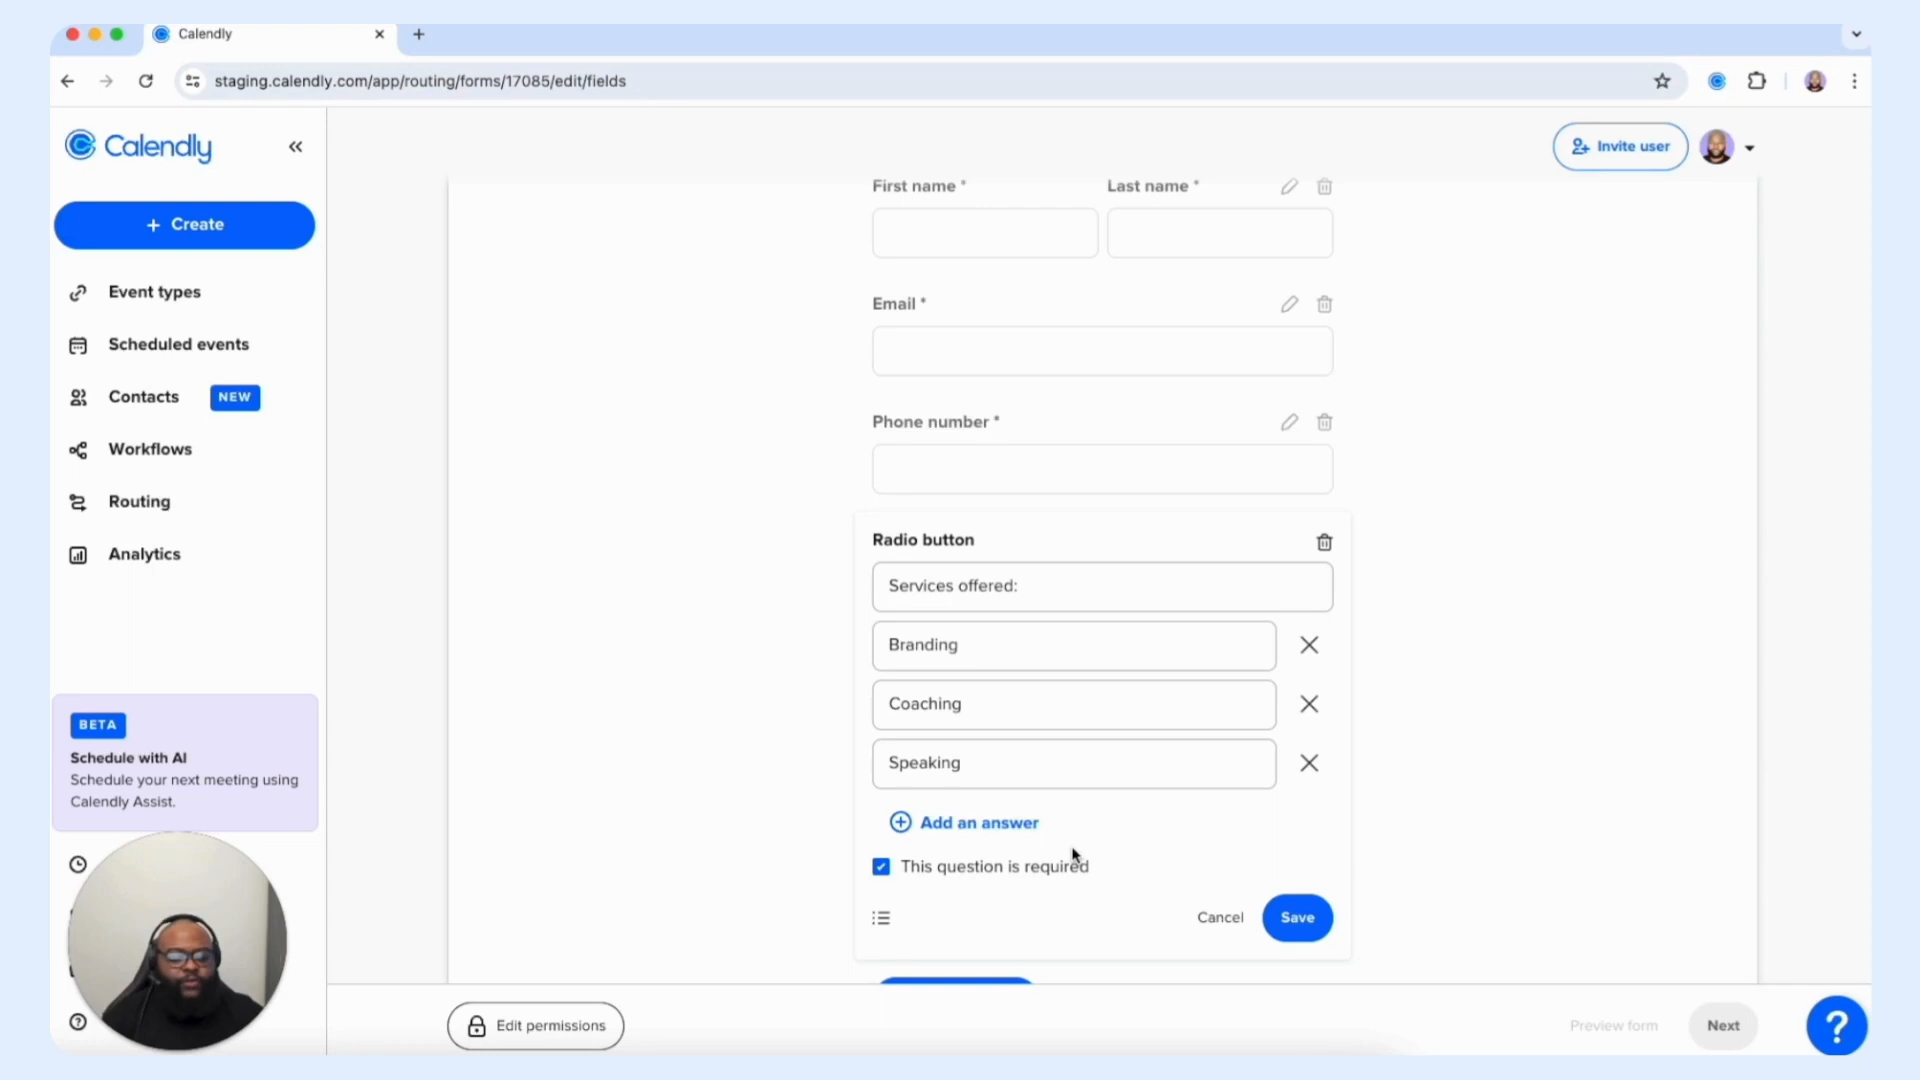 Calendly
staging.calendly.com/app/routing/forms/17085/edit/fields
Calendly
Invite user
+ Create
Event types
Scheduled events
Contacts NEW
Workflows
Routing
Analytics
BETA
Schedule with AI
Schedule your next meeting using
Calendly Assist.
First name * Last name *
Email *
Phone number *
Radio button
Services offered:
Branding
Coaching
Speaking
Add an answer
This question is required
Cancel Save
Edit permissions
Preview form Next
?